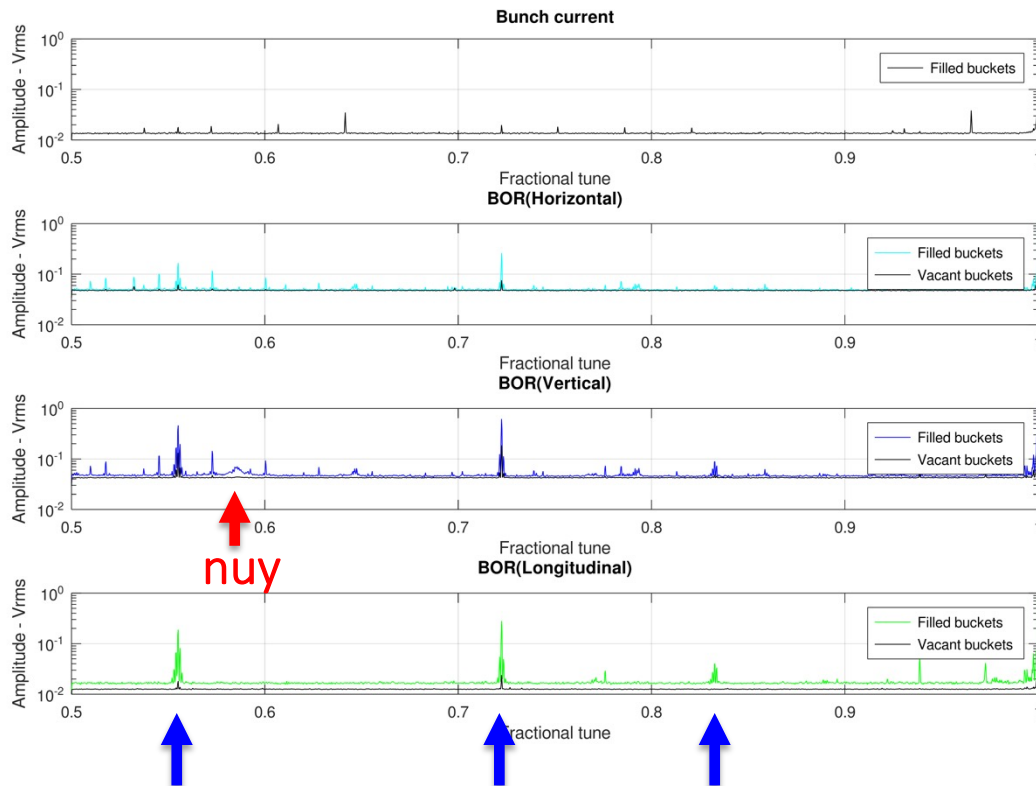 Bunch current
Amplitude - Vrms
10^0
10^-1
10^-2
Filled buckets
0.5 0.6 0.7 0.8 0.9 1
Fractional tune
BOR(Horizontal)
Amplitude - Vrms
10^0
10^-1
10^-2
Filled buckets
Vacant buckets
0.5 0.6 0.7 0.8 0.9
Fractional tune
BOR(Vertical)
Amplitude - Vrms
10^0
10^-1
10^-2
Filled buckets
Vacant buckets
0.5 0.6 0.7 0.8 0.9
Fractional tune
nuy
BOR(Longitudinal)
Amplitude - Vrms
10^0
10^-1
10^-2
Filled buckets
Vacant buckets
0.5 0.6 0.7 0.8 0.9
Fractional tune